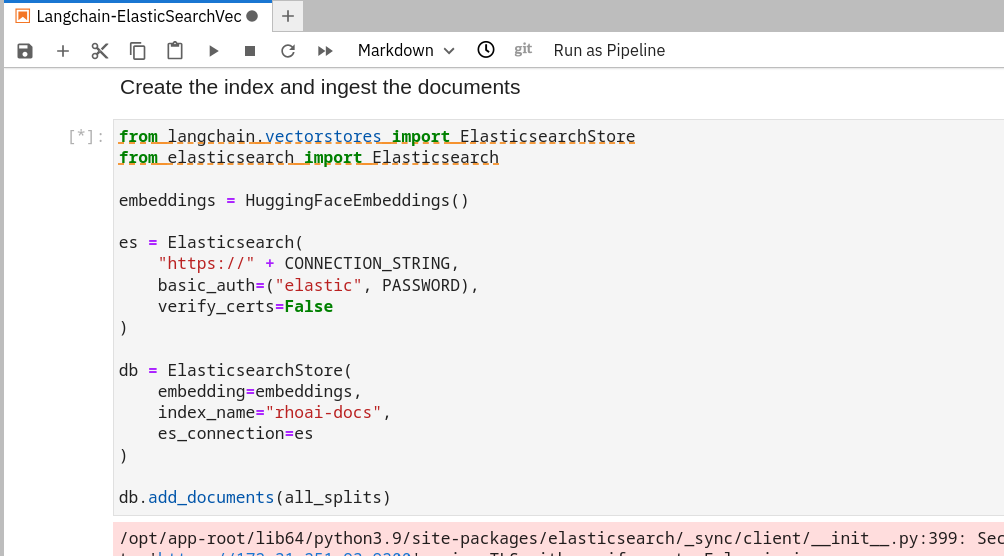 Langchain-ElasticSearchVec
Markdown git Run as Pipeline
Create the index and ingest the documents
[*]: from langchain.vectorstores import ElasticsearchStore
from elasticsearch import Elasticsearch
embeddings = HuggingFaceEmbeddings()
es = Elasticsearch(
"https://" + CONNECTION_STRING,
basic_auth=("elastic", PASSWORD),
verify_certs=False
)
db = ElasticsearchStore(
embedding=embeddings,
index_name="rhoai-docs",
es_connection=es
)
db.add_documents(all_splits)
/opt/app-root/lib64/python3.9/site-packages/elasticsearch/_sync/client/__init__.py:399: Sec